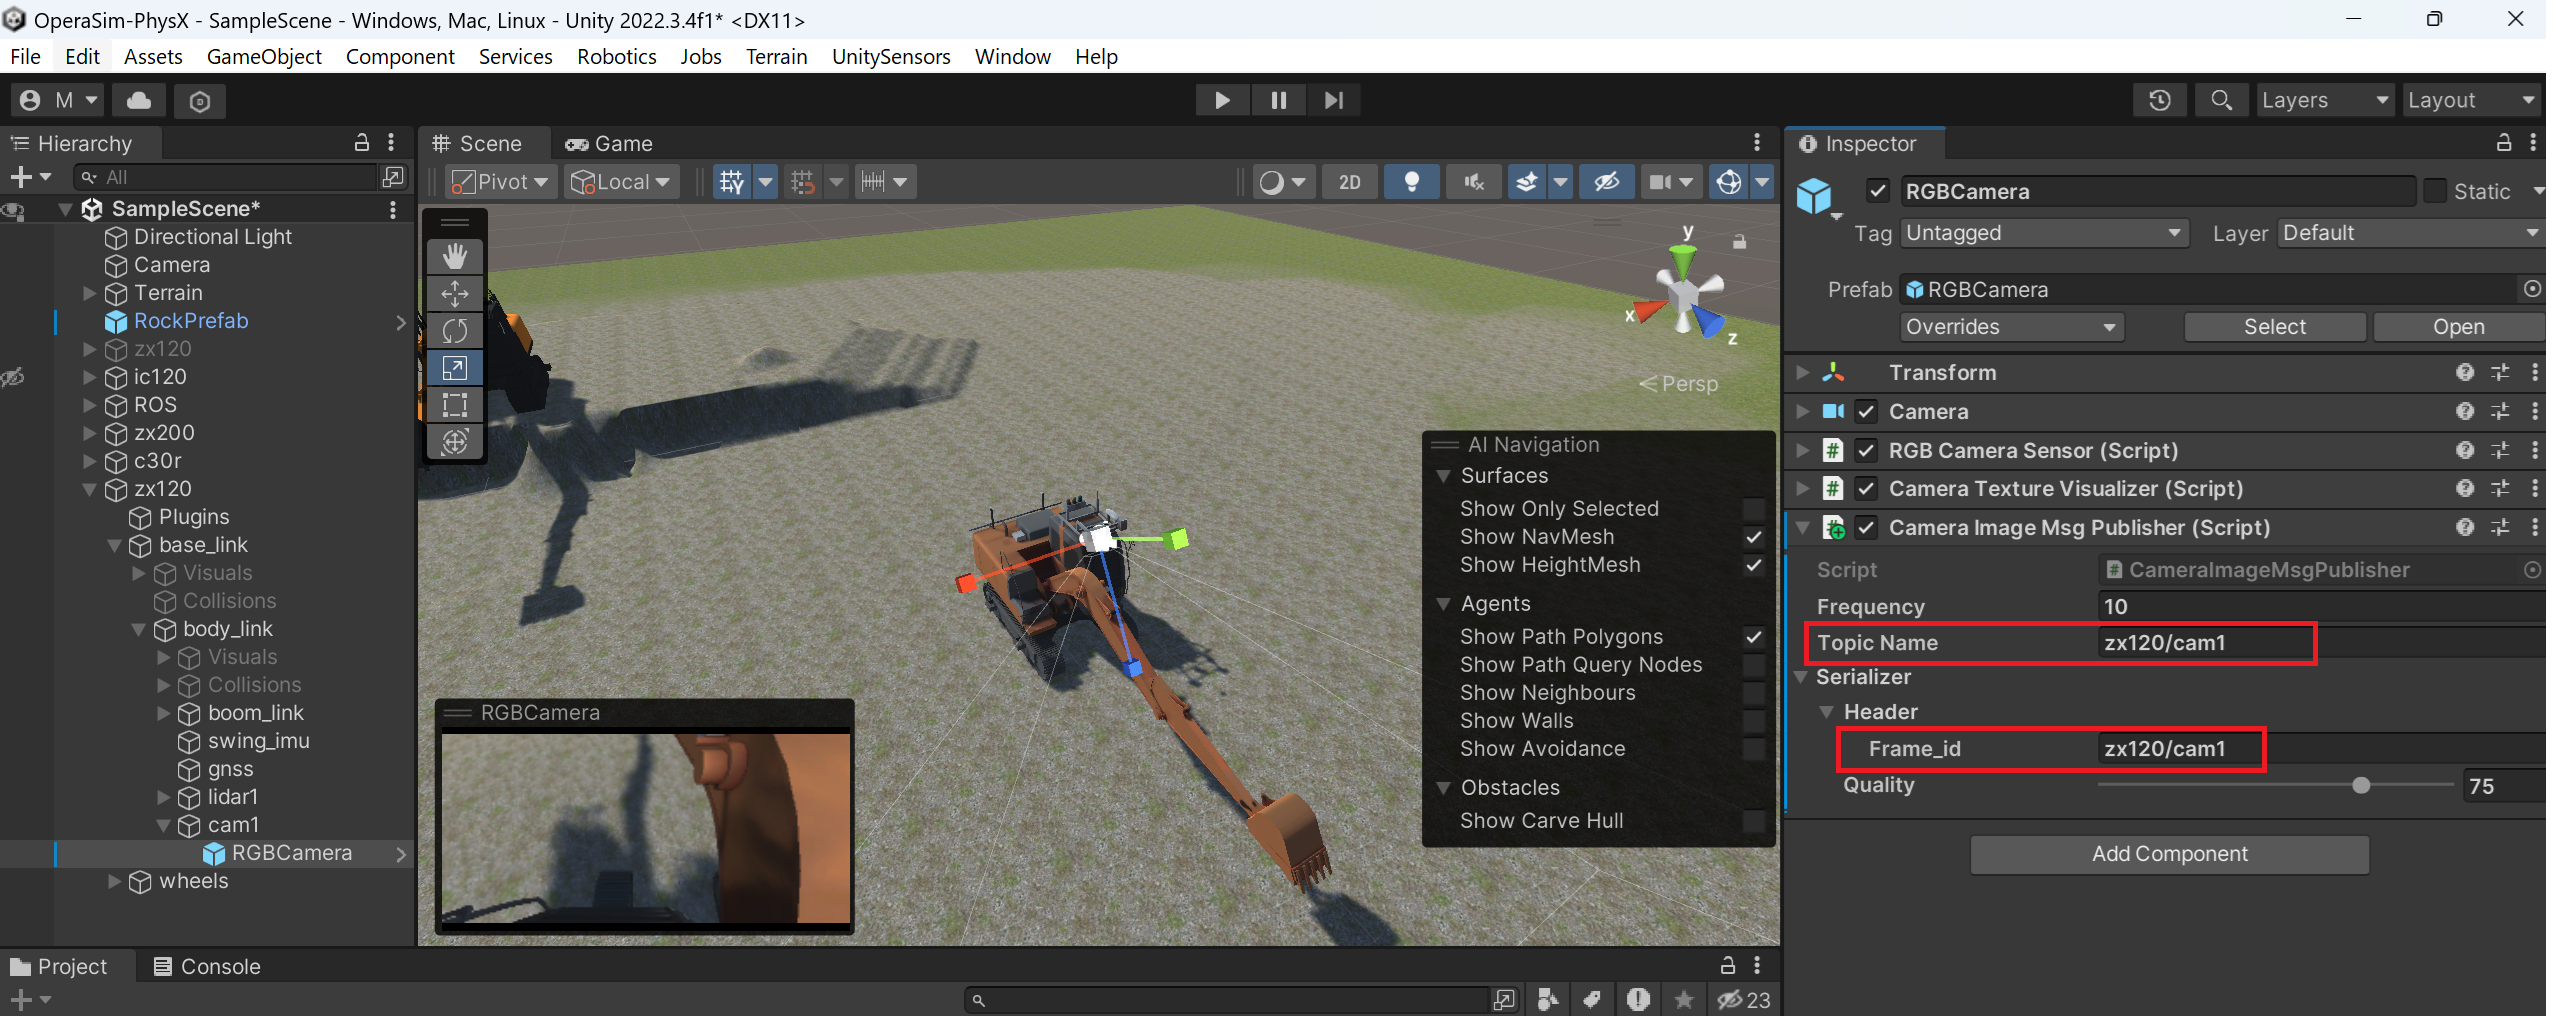 OperaSim-PhysX - SampleScene - Windows, Mac, Linux - Unity 2022.3.4f1* <DX11>
File Edit Assets GameObject Component Services Robotics Jobs Terrain UnitySensors Window Help
M
Layers
Layout
Hierarchy
All
SampleScene*
Directional Light
Camera
Terrain
RockPrefab
zx120
ic120
ROS
zx200
c30r
zx120
Plugins
base_link
Visuals
Collisions
body_link
Visuals
Collisions
boom_link
swing_imu
gnss
lidar1
cam1
RGBCamera
wheels
Scene
Game
Pivot
Local
2D
y
x
z
Persp
AI Navigation
Surfaces
Show Only Selected
Show NavMesh
Show HeightMesh
Agents
Show Path Polygons
Show Path Query Nodes
Show Neighbours
Show Walls
Show Avoidance
Obstacles
Show Carve Hull
RGBCamera
Inspector
RGBCamera
Static
Tag Untagged
Layer Default
Prefab RGBCamera
Overrides
Select
Open
Transform
Camera
RGB Camera Sensor (Script)
Camera Texture Visualizer (Script)
Camera Image Msg Publisher (Script)
Script CameraImageMsgPublisher
Frequency 10
Topic Name zx120/cam1
Serializer
Header
Frame_id zx120/cam1
Quality 75
Add Component
Project
Console
23